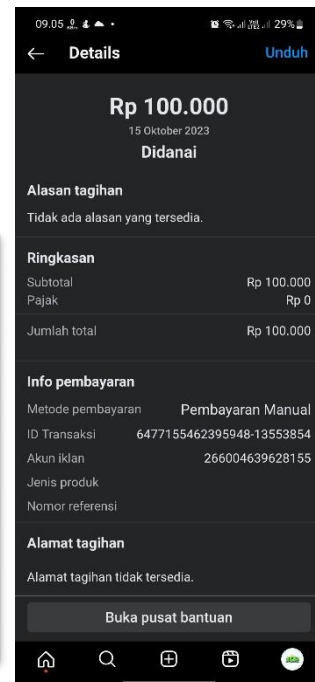 09.05
29%
Details
Unduh
Rp 100.000
15 Oktober 2023
Didanai
Alasan tagihan
Tidak ada alasan yang tersedia.
Ringkasan
Subtotal Rp 100.000
Pajak Rp 0
Jumlah total Rp 100.000
Info pembayaran
Metode pembayaran Pembayaran Manual
ID Transaksi 6477155462395948-13553854
Akun iklan 266004639628155
Jenis produk
Nomor referensi
Alamat tagihan
Alamat tagihan tidak tersedia.
Buka pusat bantuan